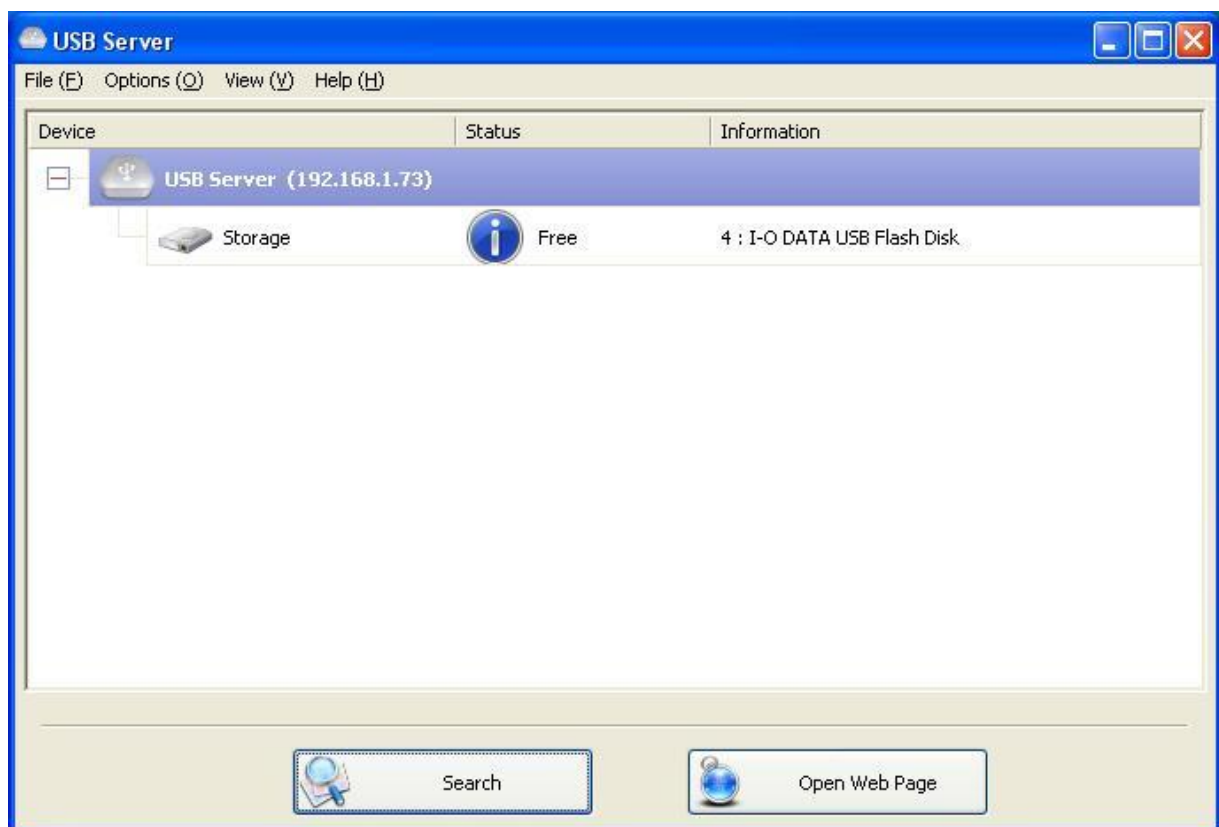 USB Server
File (F) Options (O) View (V) Help (H)
Device Status Information
USB Server (192.168.1.73)
Storage Free 4 : I-O DATA USB Flash Disk
Search Open Web Page